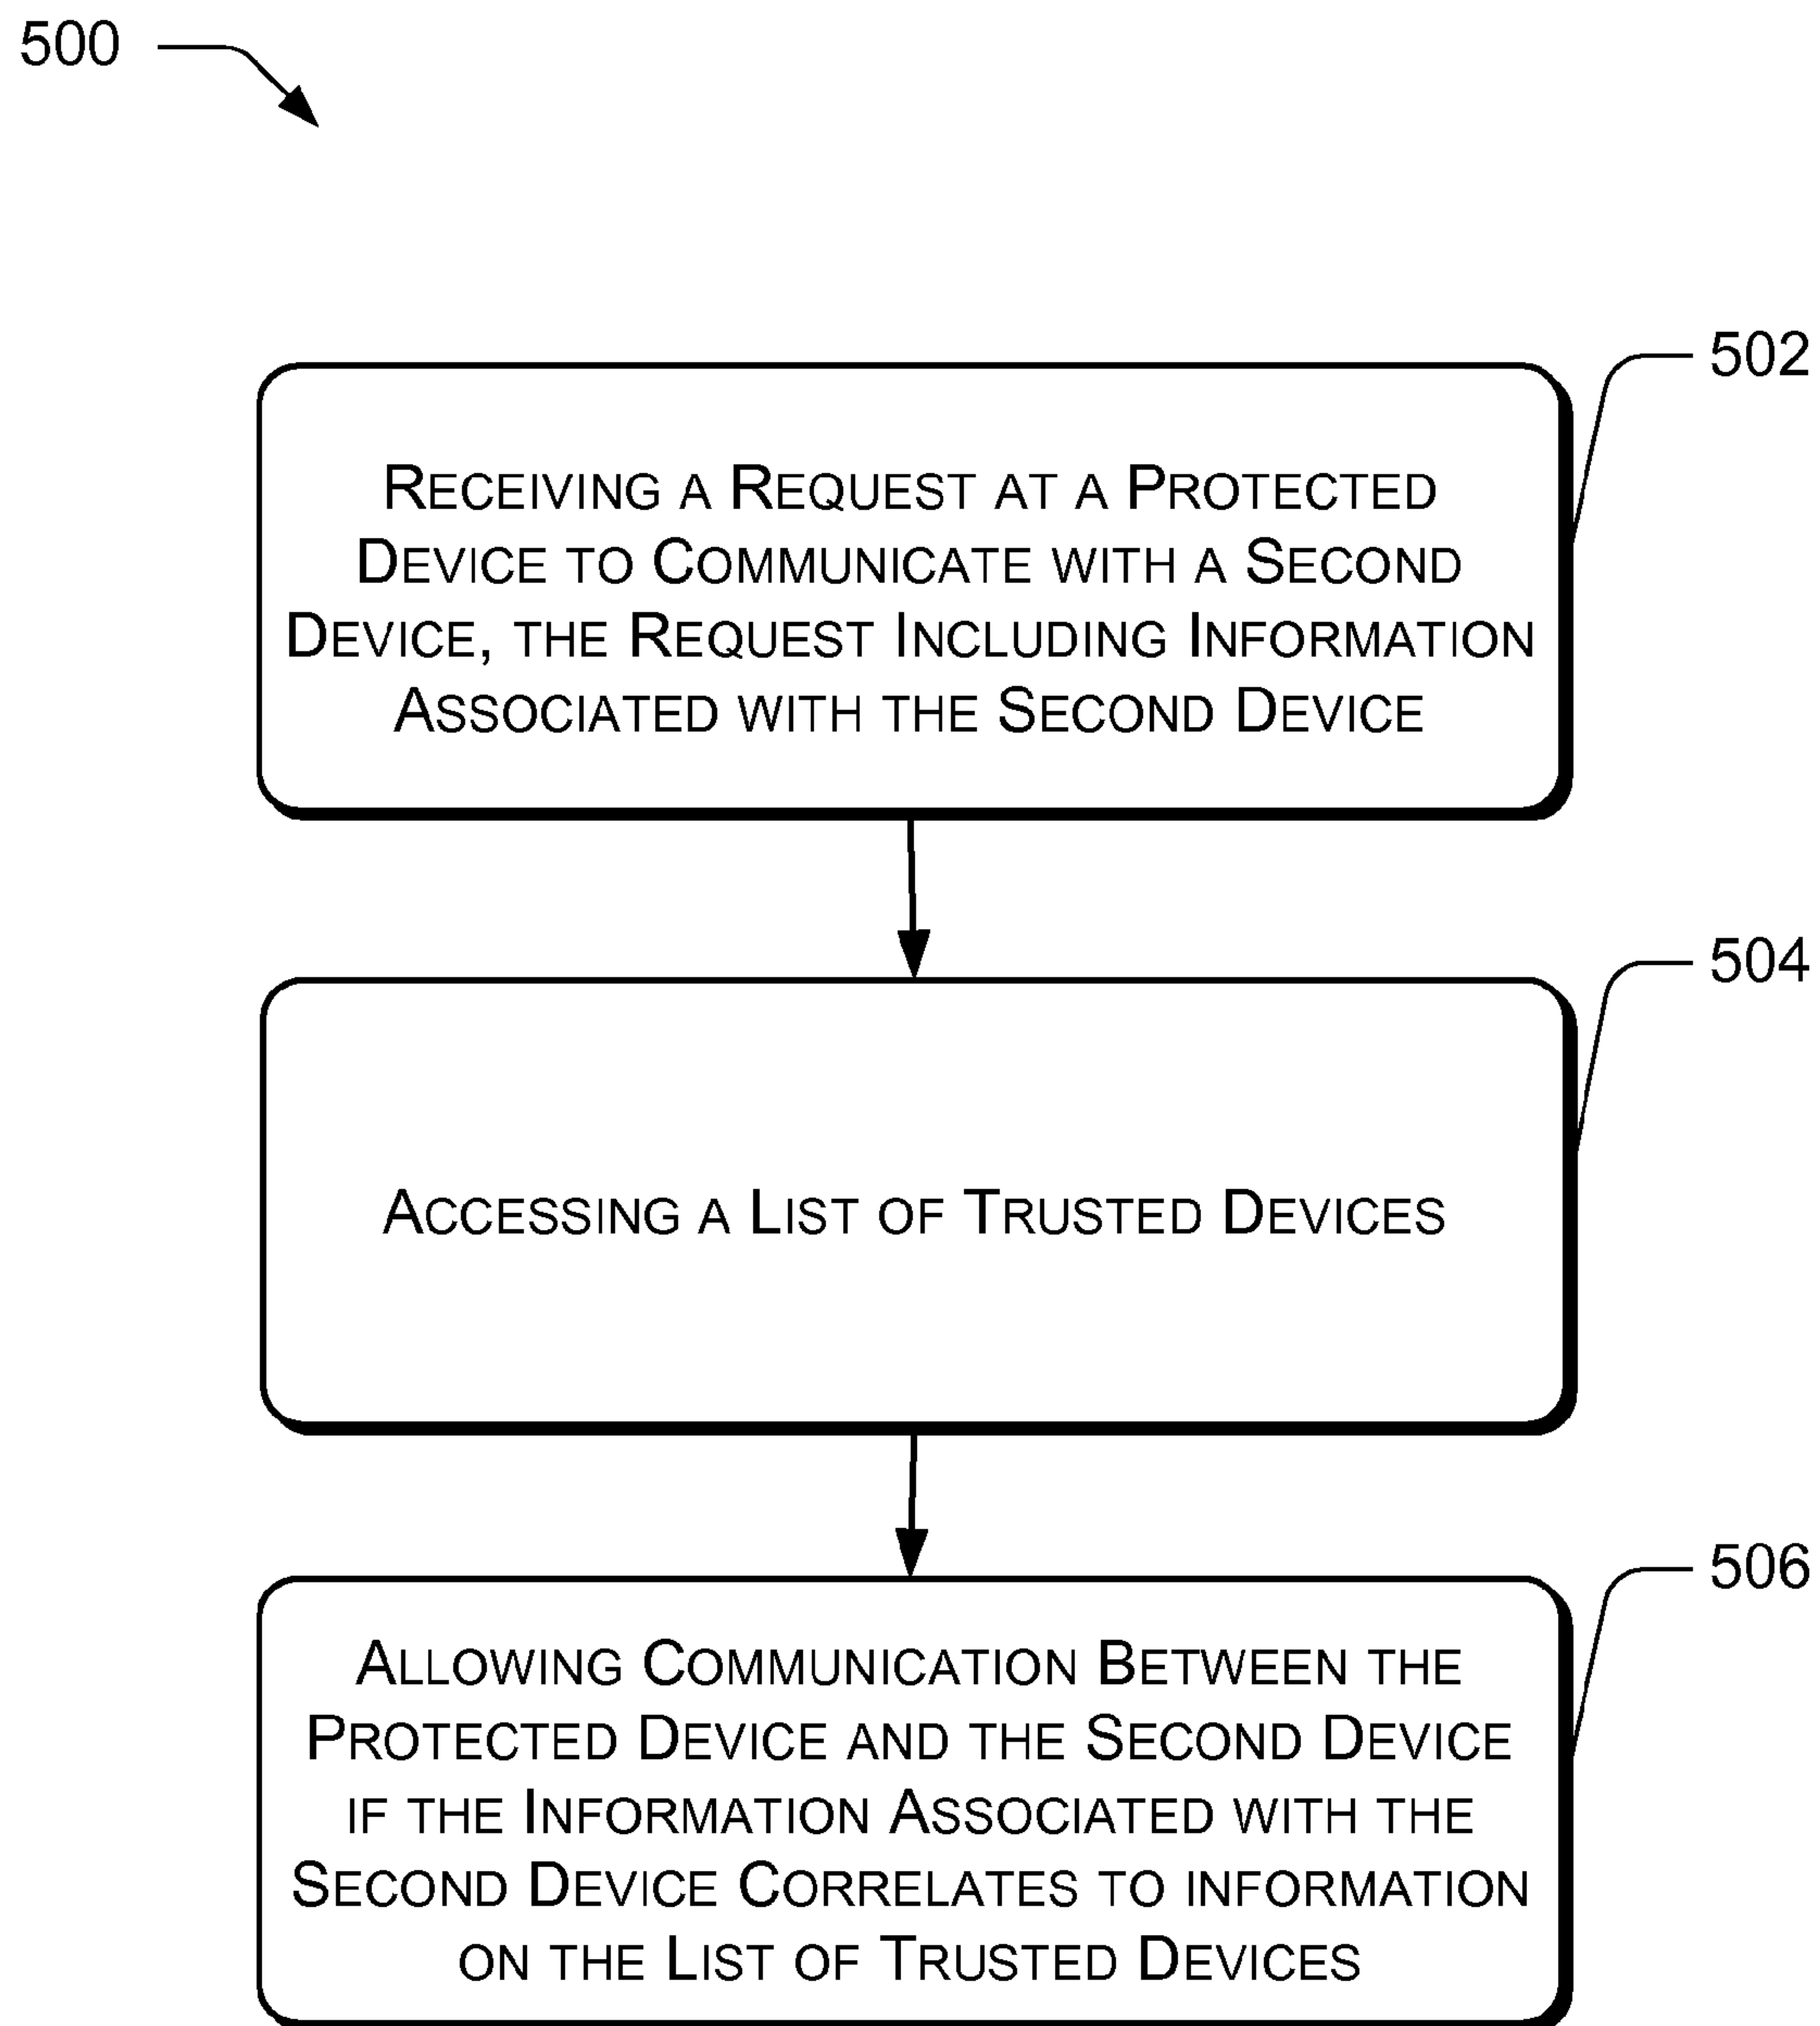 500
502
RECEIVING A REQUEST AT A PROTECTED
DEVICE TO COMMUNICATE WITH A SECOND
DEVICE, THE REQUEST INCLUDING INFORMATION
ASSOCIATED WITH THE SECOND DEVICE
504
ACCESSING A LIST OF TRUSTED DEVICES
506
ALLOWING COMMUNICATION BETWEEN THE
PROTECTED DEVICE AND THE SECOND DEVICE
IF THE INFORMATION ASSOCIATED WITH THE
SECOND DEVICE CORRELATES TO INFORMATION
ON THE LIST OF TRUSTED DEVICES